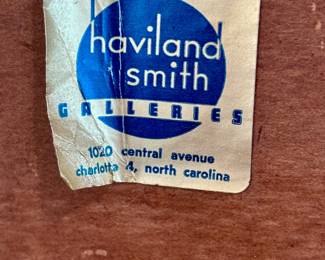 haviland
smith
GALLERIES
1020 central avenue
charlotte 4, north carolina